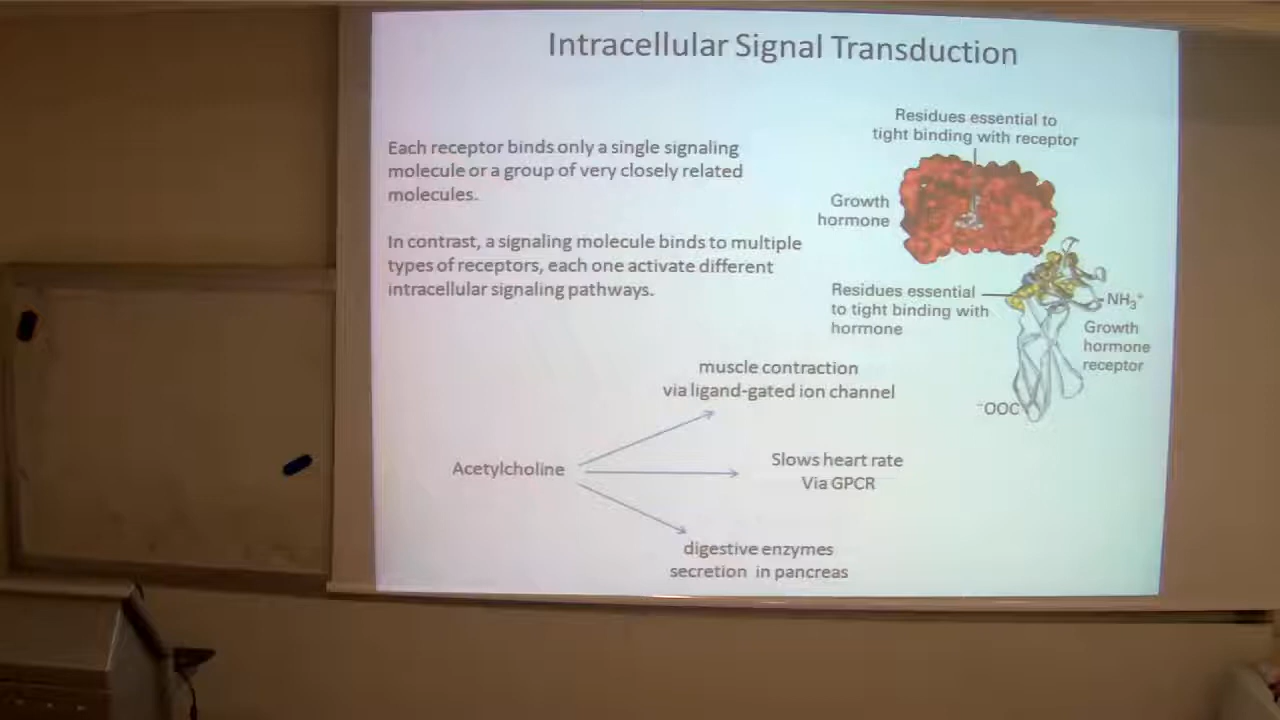 Intracellular Signal Transduction
Each receptor binds only a single signaling
molecule or a group of very closely related
molecules.
In contrast, a signaling molecule binds to multiple
types of receptors, each one activate different
intracellular signaling pathways.
Residues essential to
tight binding with receptor
Growth
hormone
Residues essential
to tight binding with
hormone
NH₃⁺
Growth
hormone
receptor
⁻OOC
muscle contraction
via ligand-gated ion channel
Acetylcholine
Slows heart rate
Via GPCR
digestive enzymes
secretion in pancreas